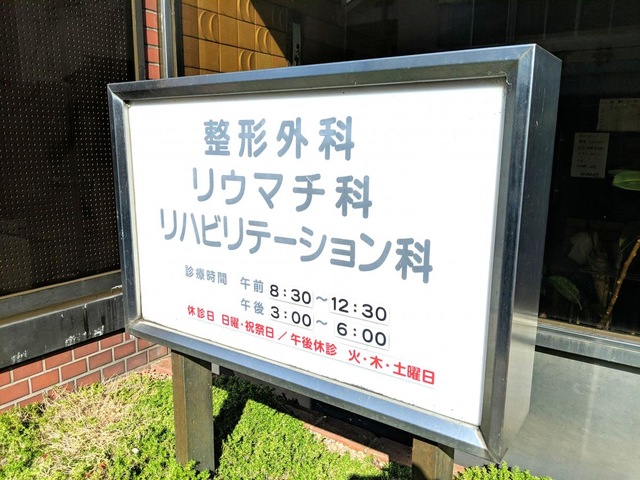 整形外科
リウマチ科
リハビリテーション科
診療時間 午前 8:30～12:30
午後 3:00～ 6:00
休診日 日曜・祝祭日／午後休診 火・木・土曜日